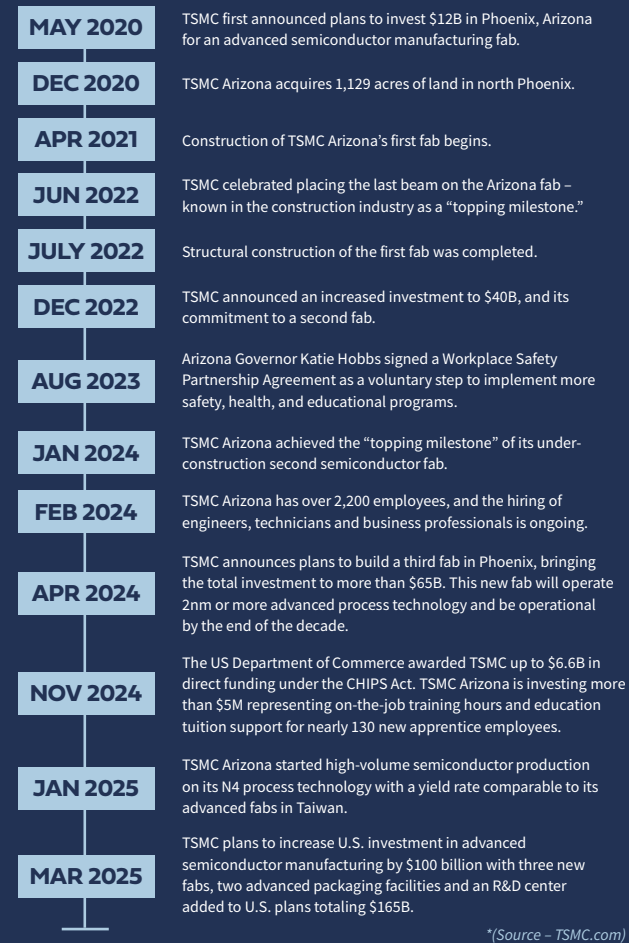 MAY 2020
TSMC first announced plans to invest $12B in Phoenix, Arizona
for an advanced semiconductor manufacturing fab.
DEC 2020
TSMC Arizona acquires 1,129 acres of land in north Phoenix.
APR 2021
Construction of TSMC Arizona’s first fab begins.
JUN 2022
TSMC celebrated placing the last beam on the Arizona fab –
known in the construction industry as a “topping milestone.”
JULY 2022
Structural construction of the first fab was completed.
DEC 2022
TSMC announced an increased investment to $40B, and its
commitment to a second fab.
AUG 2023
Arizona Governor Katie Hobbs signed a Workplace Safety
Partnership Agreement as a voluntary step to implement more
safety, health, and educational programs.
JAN 2024
TSMC Arizona achieved the “topping milestone” of its under-
construction second semiconductor fab.
FEB 2024
TSMC Arizona has over 2,200 employees, and the hiring of
engineers, technicians and business professionals is ongoing.
APR 2024
TSMC announces plans to build a third fab in Phoenix, bringing
the total investment to more than $65B. This new fab will operate
2nm or more advanced process technology and be operational
by the end of the decade.
NOV 2024
The US Department of Commerce awarded TSMC up to $6.6B in
direct funding under the CHIPS Act. TSMC Arizona is investing more
than $5M representing on-the-job training hours and education
tuition support for nearly 130 new apprentice employees.
JAN 2025
TSMC Arizona started high-volume semiconductor production
on its N4 process technology with a yield rate comparable to its
advanced fabs in Taiwan.
MAR 2025
TSMC plans to increase U.S. investment in advanced
semiconductor manufacturing by $100 billion with three new
fabs, two advanced packaging facilities and an R&D center
added to U.S. plans totaling $165B.
*(Source – TSMC.com)